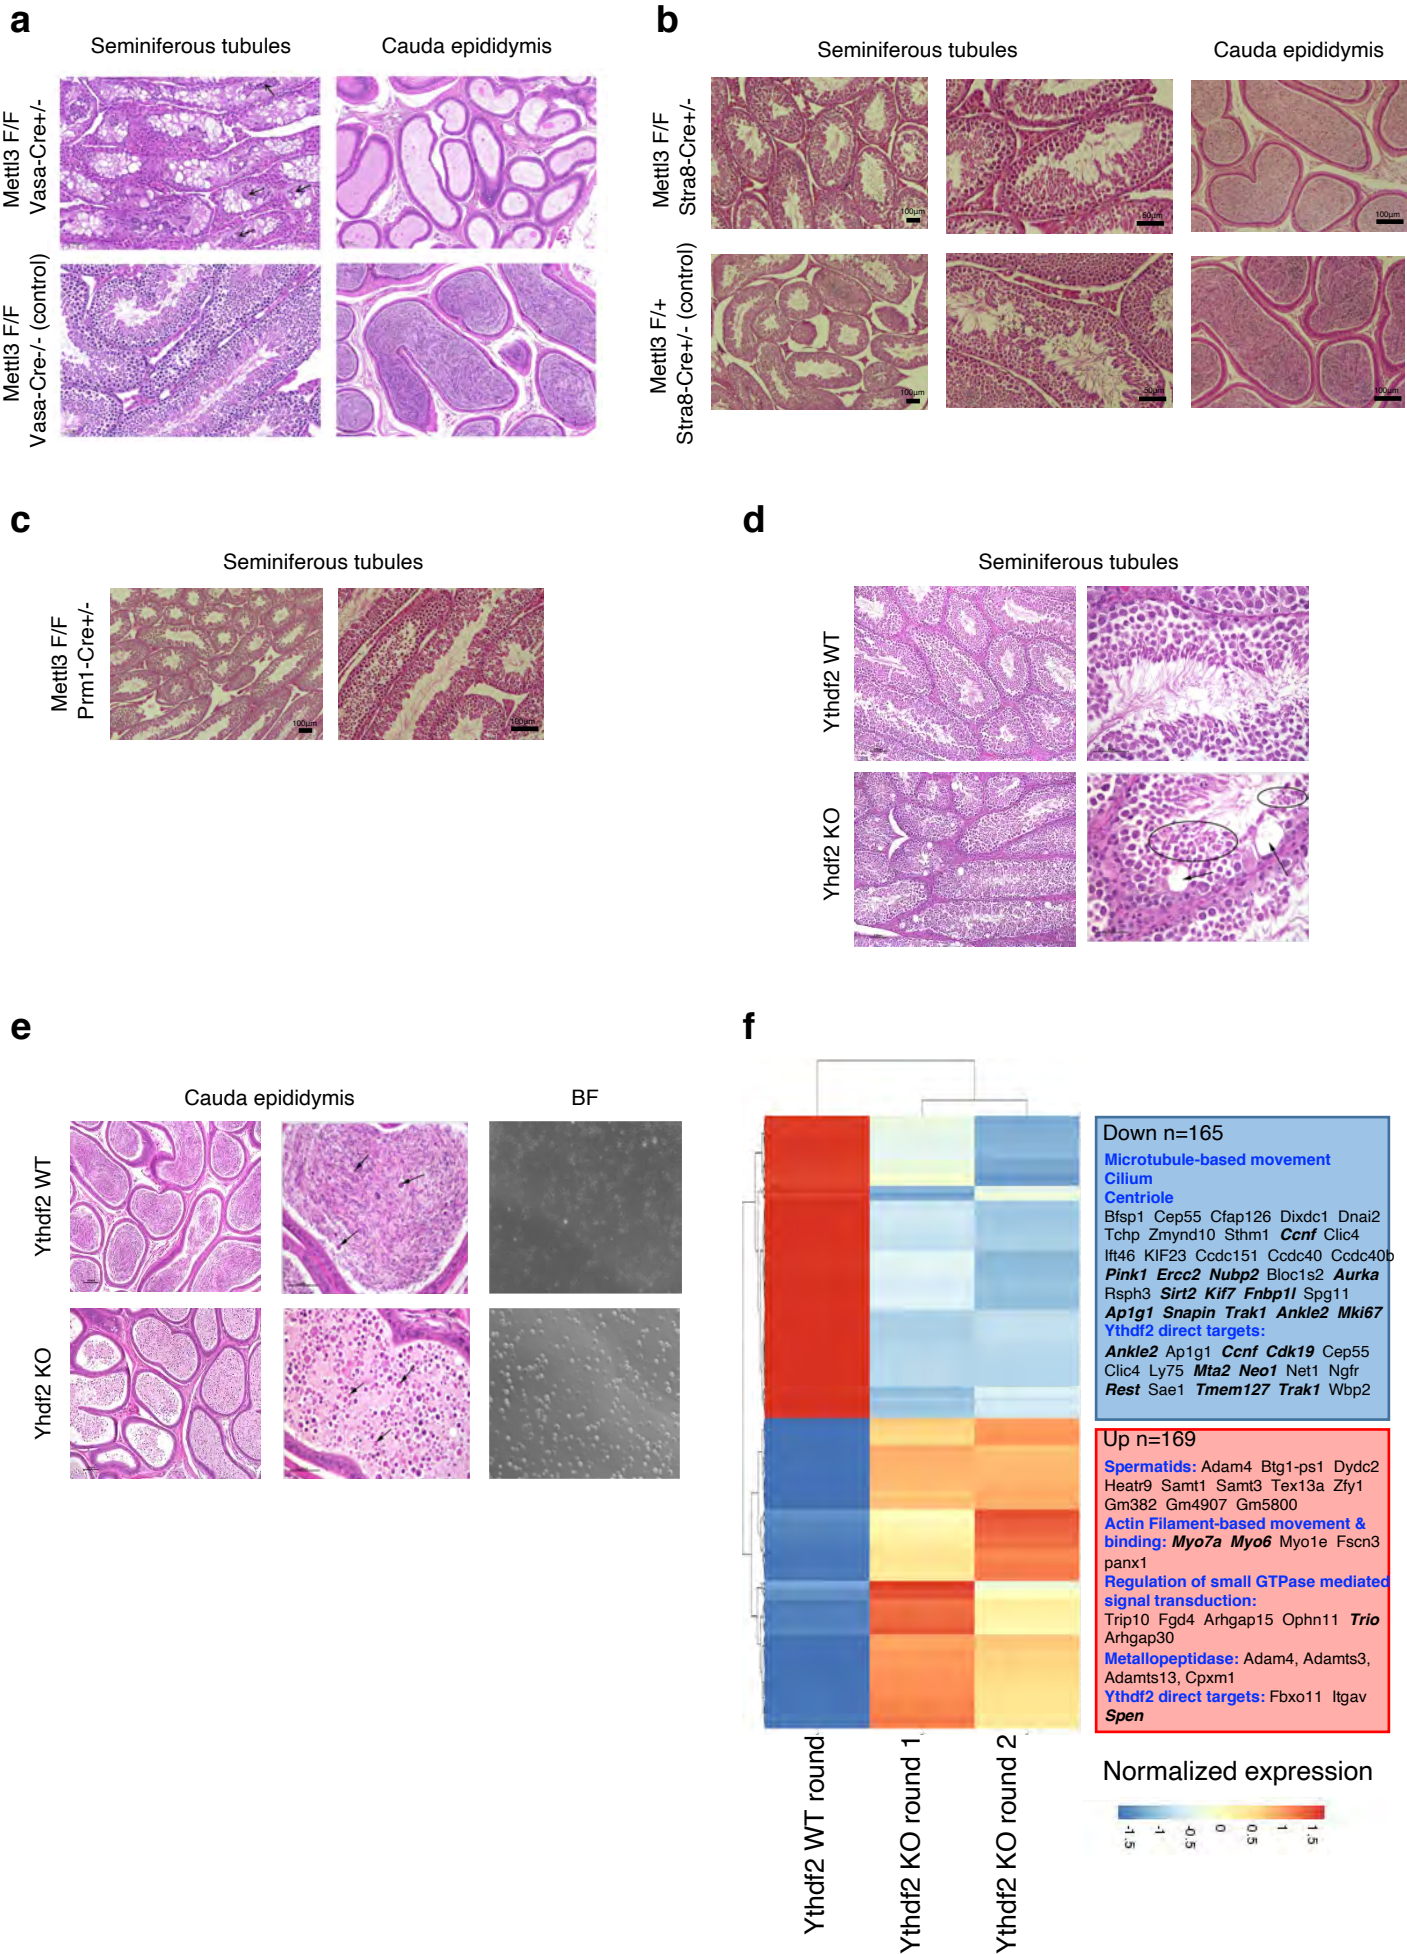 a
Seminiferous tubules
Cauda epididymis
Mettl3 F/F
Vasa-Cre+/-
Mettl3 F/F
Vasa-Cre-/- (control)
b
Seminiferous tubules
Cauda epididymis
Mettl3 F/F
Stra8-Cre+/-
100µm
50µm
100µm
Mettl3 F/+
Stra8-Cre+/- (control)
100µm
50µm
100µm
c
Seminiferous tubules
Mettl3 F/F
Prm1-Cre+/-
100µm
100µm
d
Seminiferous tubules
Ythdf2 WT
Yhdf2 KO
e
Cauda epididymis
BF
Ythdf2 WT
Yhdf2 KO
f
Down n=165
Microtubule-based movement
Cilium
Centriole
Bfsp1 Cep55 Cfap126 Dixdc1 Dnai2
Tchp Zmynd10 Sthm1 Ccnf Clic4
Ift46 KIF23 Ccdc151 Ccdc40 Ccdc40b
Pink1 Ercc2 Nubp2 Bloc1s2 Aurka
Rsph3 Sirt2 Kif7 Fnbp1l Spg11
Ap1g1 Snapin Trak1 Ankle2 Mki67
Ythdf2 direct targets:
Ankle2 Ap1g1 Ccnf Cdk19 Cep55
Clic4 Ly75 Mta2 Neo1 Net1 Ngfr
Rest Sae1 Tmem127 Trak1 Wbp2
Up n=169
Spermatids: Adam4 Btg1-ps1 Dydc2
Heatr9 Samt1 Samt3 Tex13a Zfy1
Gm382 Gm4907 Gm5800
Actin Filament-based movement &
binding: Myo7a Myo6 Myo1e Fscn3
panx1
Regulation of small GTPase mediated
signal transduction:
Trip10 Fgd4 Arhgap15 Ophn11 Trio
Arhgap30
Metallopeptidase: Adam4, Adamts3,
Adamts13, Cpxm1
Ythdf2 direct targets: Fbxo11 Itgav
Spen
Ythdf2 WT round
Ythdf2 KO round 1
Ythdf2 KO round 2
Normalized expression
-1.5 -1 -0.5 0 0.5 1 1.5